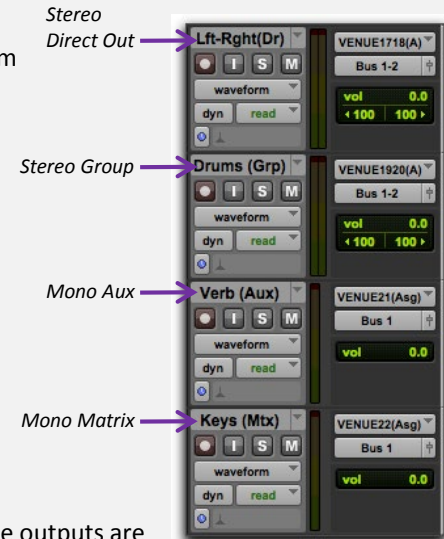 Stereo
Direct Out
m
Lft-Rght(Dr)
VENUE1718(A)
I S M
Bus 1-2
waveform
vol 0.0
dyn read
100 100
Stereo Group
Drums (Grp)
VENUE1920(A)
I S M
Bus 1-2
waveform
vol 0.0
dyn read
100 100
Mono Aux
Verb (Aux)
VENUE21(Asg)
I S M
Bus 1
waveform
vol 0.0
dyn read
Mono Matrix
Keys (Mtx)
VENUE22(Asg)
I S M
Bus 1
waveform
vol 0.0
dyn read
e outputs are